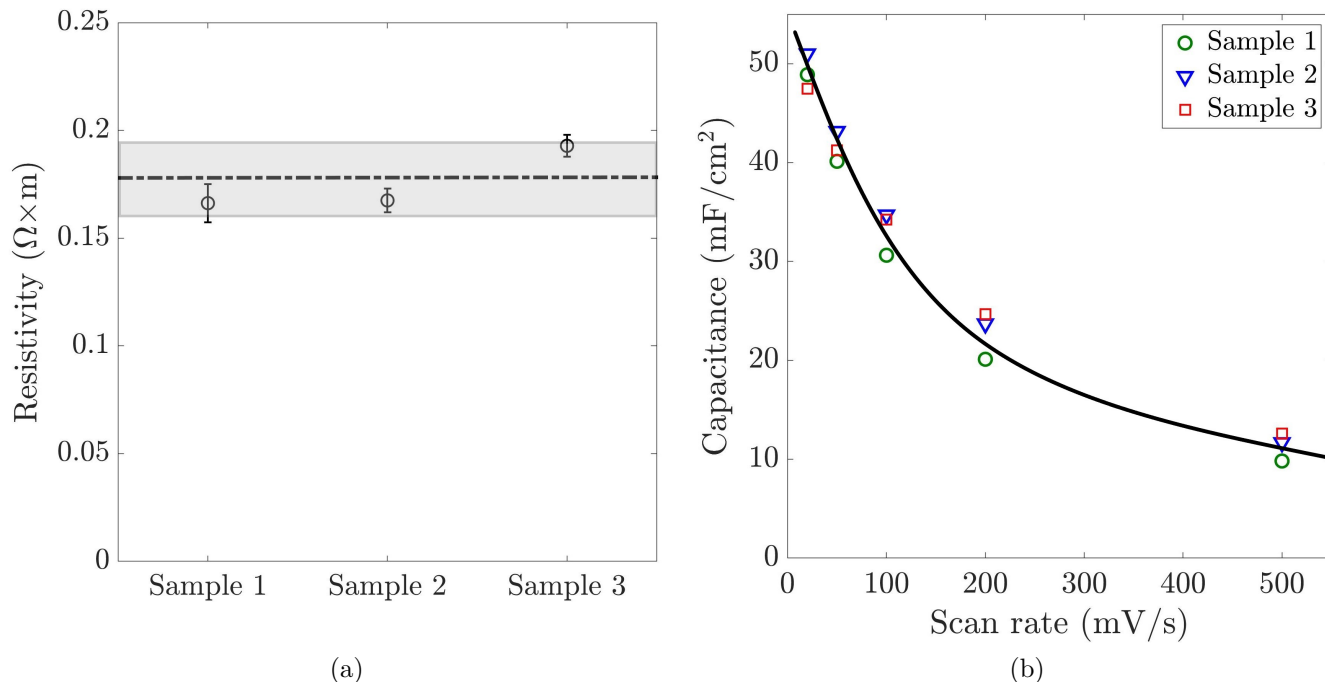 0.25
0.2
0.15
0.1
0.05
0
Resistivity (Ω×m)
Sample 1 Sample 2 Sample 3
(a)
50
40
30
20
10
0
Capacitance (mF/cm²)
Sample 1
Sample 2
Sample 3
0 100 200 300 400 500
Scan rate (mV/s)
(b)